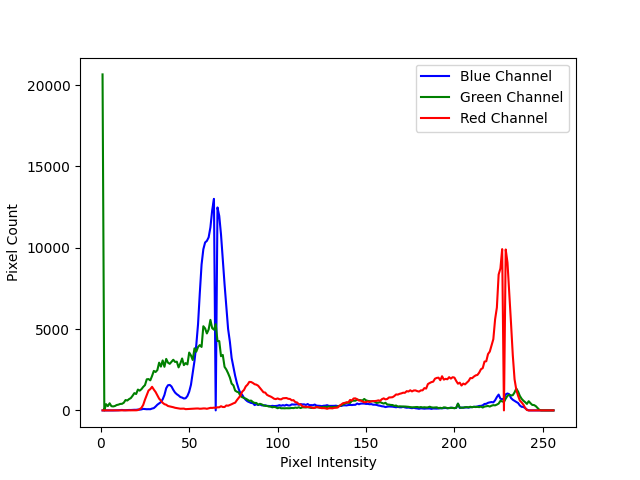 Blue Channel
Green Channel
Red Channel
20000
15000
10000
5000
0
Pixel Count
0 50 100 150 200 250
Pixel Intensity